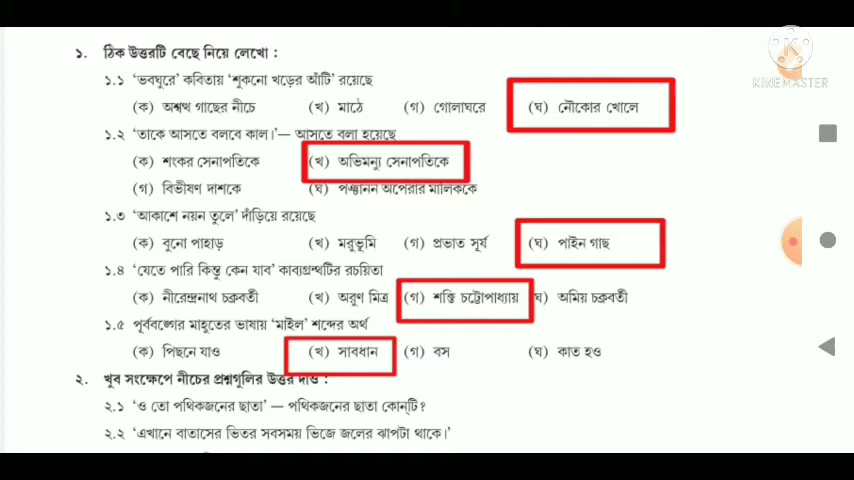 KINEMASTER
১. ঠিক উত্তরটি বেছে নিয়ে লেখো :
১.১ ‘ভবঘুরে’ কবিতায় ‘শুকনো খড়ের আঁটি’ রয়েছে
(ক) অশ্বত্থ গাছের নীচে (খ) মাঠে (গ) গোলাঘরে (ঘ) নৌকোর খোলে
১.২ ‘তাকে আসতে বলবে কাল।’— আসতে বলা হয়েছে
(ক) শংকর সেনাপতিকে (খ) অভিমন্যু সেনাপতিকে
(গ) বিভীষণ দাশকে (ঘ) পঞ্চানন অপেরার মালিককে
১.৩ ‘আকাশে নয়ন তুলে’ দাঁড়িয়ে রয়েছে
(ক) বুনো পাহাড় (খ) মরুভূমি (গ) প্রভাত সূর্য (ঘ) পাইন গাছ
১.৪ ‘যেতে পারি কিন্তু কেন যাব’ কাব্যগ্রন্থটির রচয়িতা
(ক) নীরেন্দ্রনাথ চক্রবর্তী (খ) অরুণ মিত্র (গ) শক্তি চট্টোপাধ্যায় (ঘ) অমিয় চক্রবর্তী
১.৫ পূর্ববঙ্গের মাহুতের ভাষায় ‘মাইল’ শব্দের অর্থ
(ক) পিছনে যাও (খ) সাবধান (গ) বস (ঘ) কাত হও
২. খুব সংক্ষেপে নীচের প্রশ্নগুলির উত্তর দাও :
২.১ ‘ও তো পথিকজনের ছাতা’ — পথিকজনের ছাতা কোন্‌টি?
২.২ ‘এখানে বাতাসের ভিতর সবসময় ভিজে জলের ঝাপটা থাকে।’